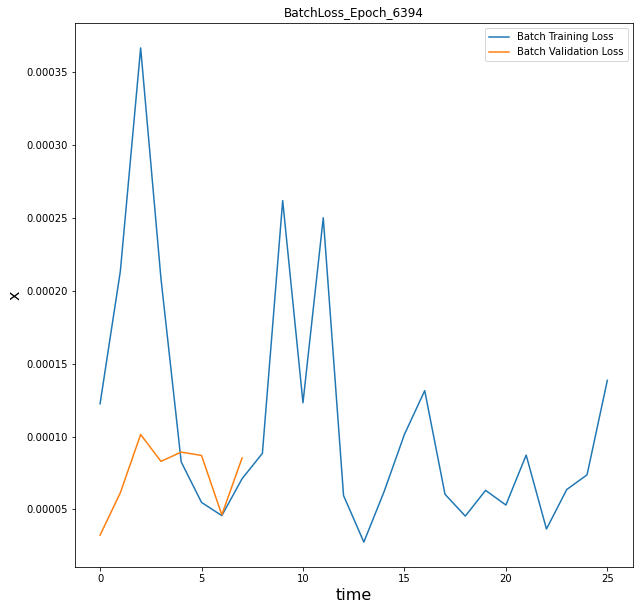 BatchLoss_Epoch_6394
Batch Training Loss
Batch Validation Loss
0.00035
0.00030
0.00025
0.00020
0.00015
0.00010
0.00005
x
0 5 10 15 20 25
time